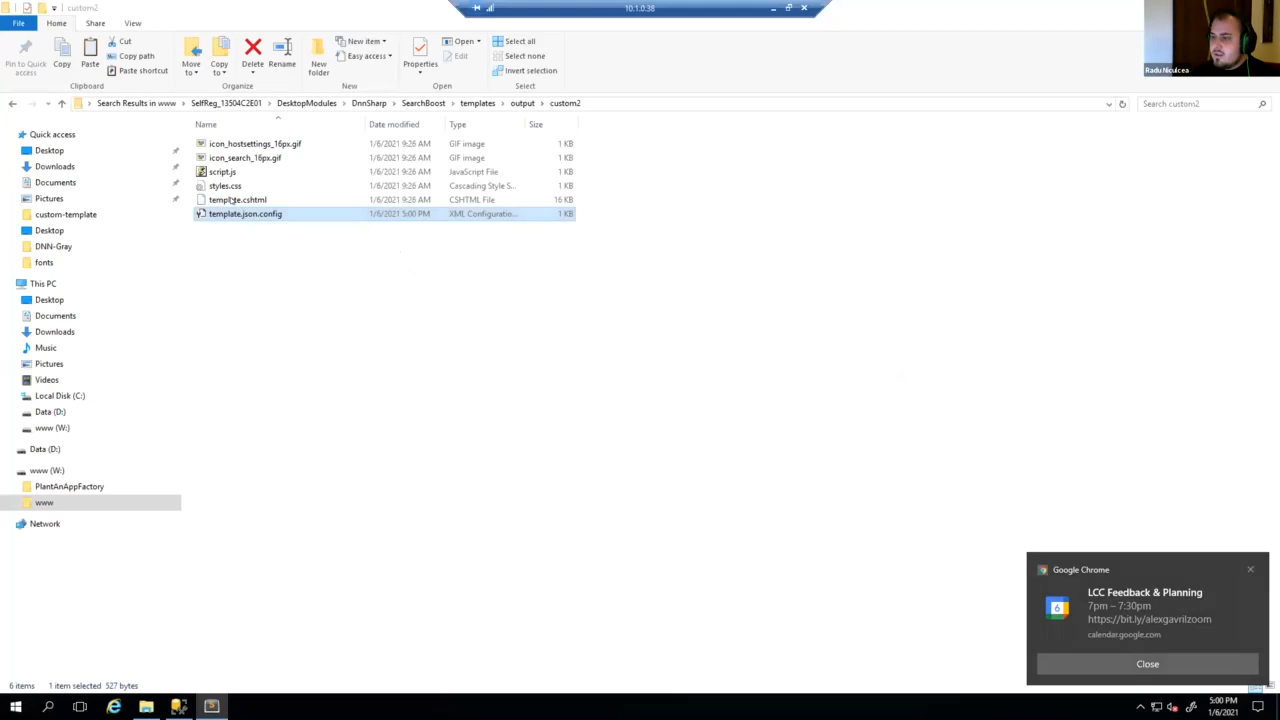 custom2
10.1.0.38
File
Home
Share
View
Pin to Quick access
Copy
Paste
Cut
Copy path
Paste shortcut
Clipboard
Move to
Copy to
Delete
Rename
Organize
New folder
New item
Easy access
New
Properties
Open
Edit
Open
Select all
Select none
Invert selection
Select
Radu Niculcea
Search Results in www > SelfReg_13504C2E01 > DesktopModules > DnnSharp > SearchBoost > templates > output > custom2
Search custom2
Name
Date modified
Type
Size
icon_hostsettings_16px.gif 1/6/2021 9:26 AM GIF image 1 KB
icon_search_16px.gif 1/6/2021 9:26 AM GIF image 1 KB
script.js 1/6/2021 9:26 AM JavaScript File 1 KB
styles.css 1/6/2021 9:26 AM Cascading Style S... 1 KB
template.cshtml 1/6/2021 9:26 AM CSHTML File 16 KB
template.json.config 1/6/2021 5:00 PM XML Configuratio... 1 KB
Quick access
Desktop
Downloads
Documents
Pictures
custom-template
Desktop
DNN-Gray
fonts
This PC
Desktop
Documents
Downloads
Music
Pictures
Videos
Local Disk (C:)
Data (D:)
www (W:)
Data (D:)
www (W:)
PlantAnAppFactory
www
Network
Google Chrome
6
LCC Feedback & Planning
7pm – 7:30pm
https://bit.ly/alexgavrilzoom
calendar.google.com
Close
6 items
1 item selected 527 bytes
5:00 PM
1/6/2021